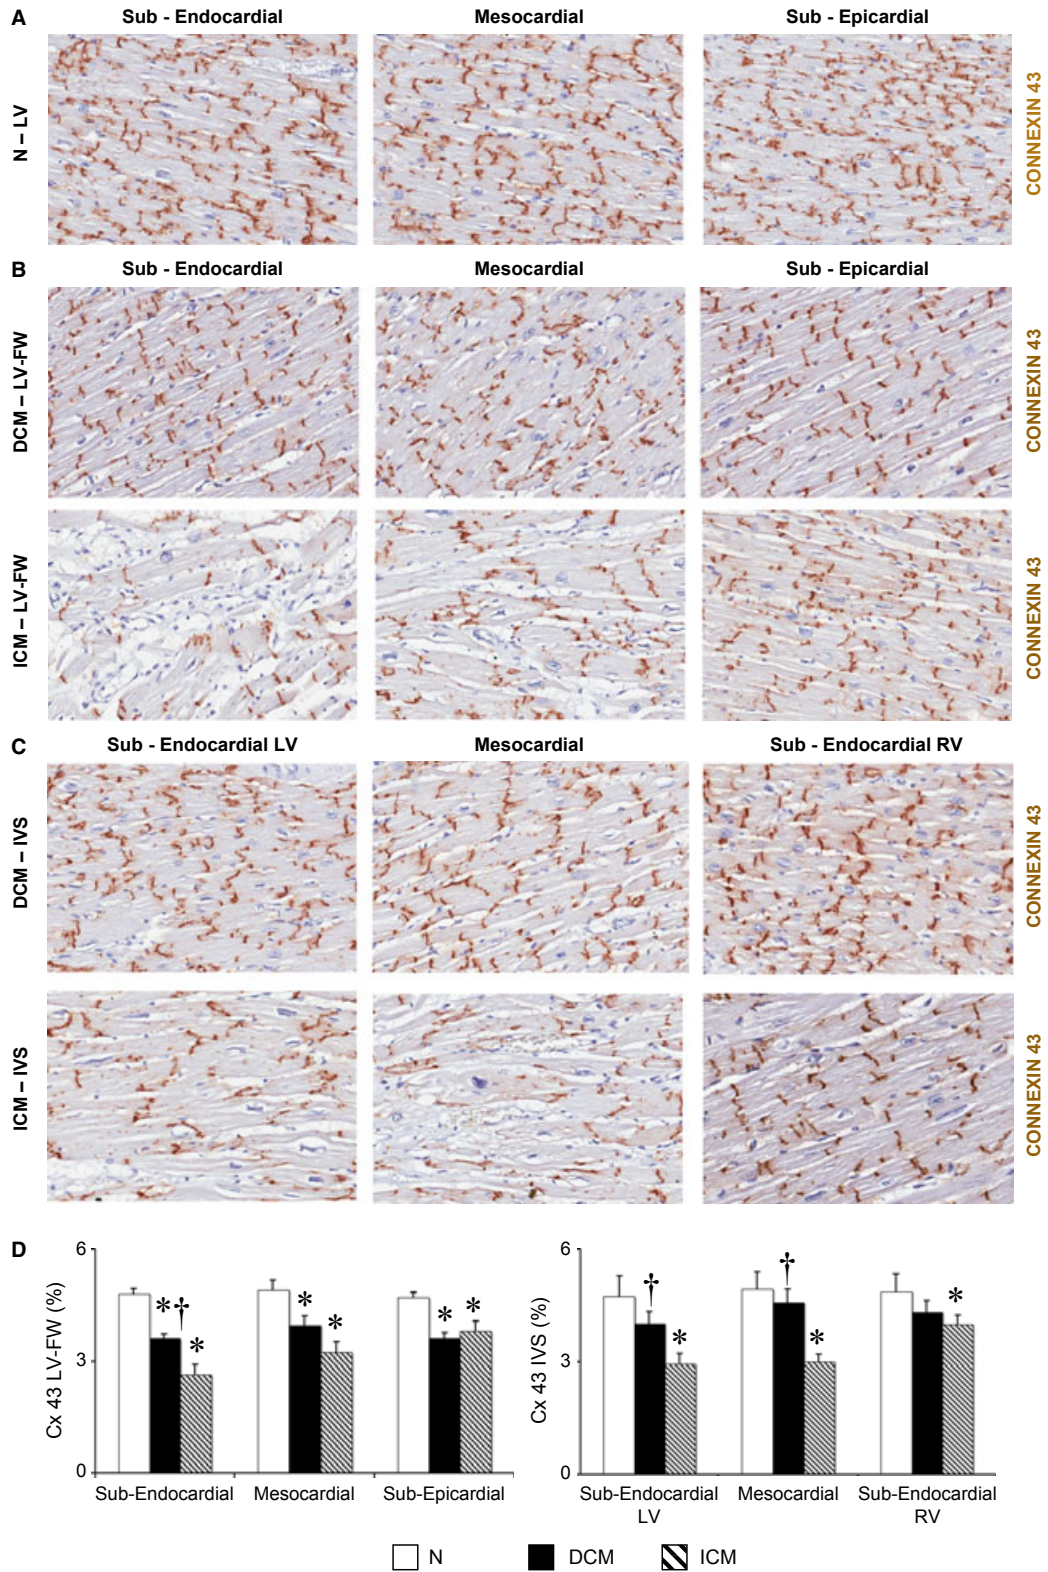 A
Sub - Endocardial
Mesocardial
Sub - Epicardial
N – LV
CONNEXIN 43
B
Sub - Endocardial
Mesocardial
Sub - Epicardial
DCM – LV-FW
CONNEXIN 43
ICM – LV-FW
CONNEXIN 43
C
Sub - Endocardial LV
Mesocardial
Sub - Endocardial RV
DCM – IVS
CONNEXIN 43
ICM – IVS
CONNEXIN 43
D
Cx 43 LV-FW (%)
6
3
0
*†
*
*
*
*
*
Sub-Endocardial
Mesocardial
Sub-Epicardial
Cx 43 IVS (%)
6
3
0
†
*
†
*
*
Sub-Endocardial LV
Mesocardial
Sub-Endocardial RV
N
DCM
ICM